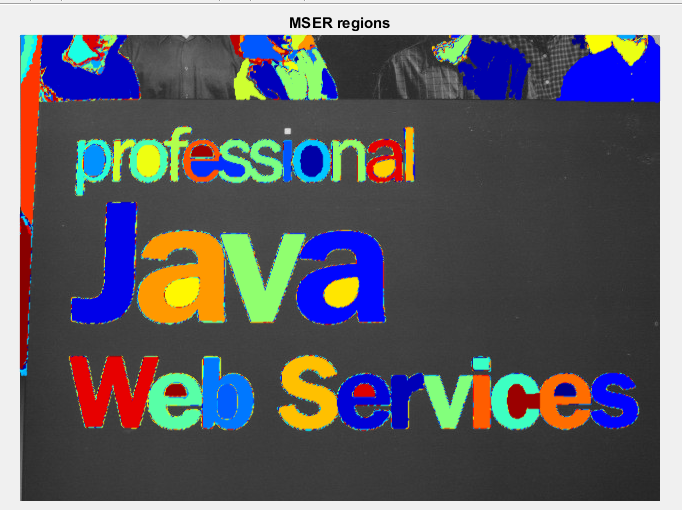 MSER regions
professional
Java
Web Services